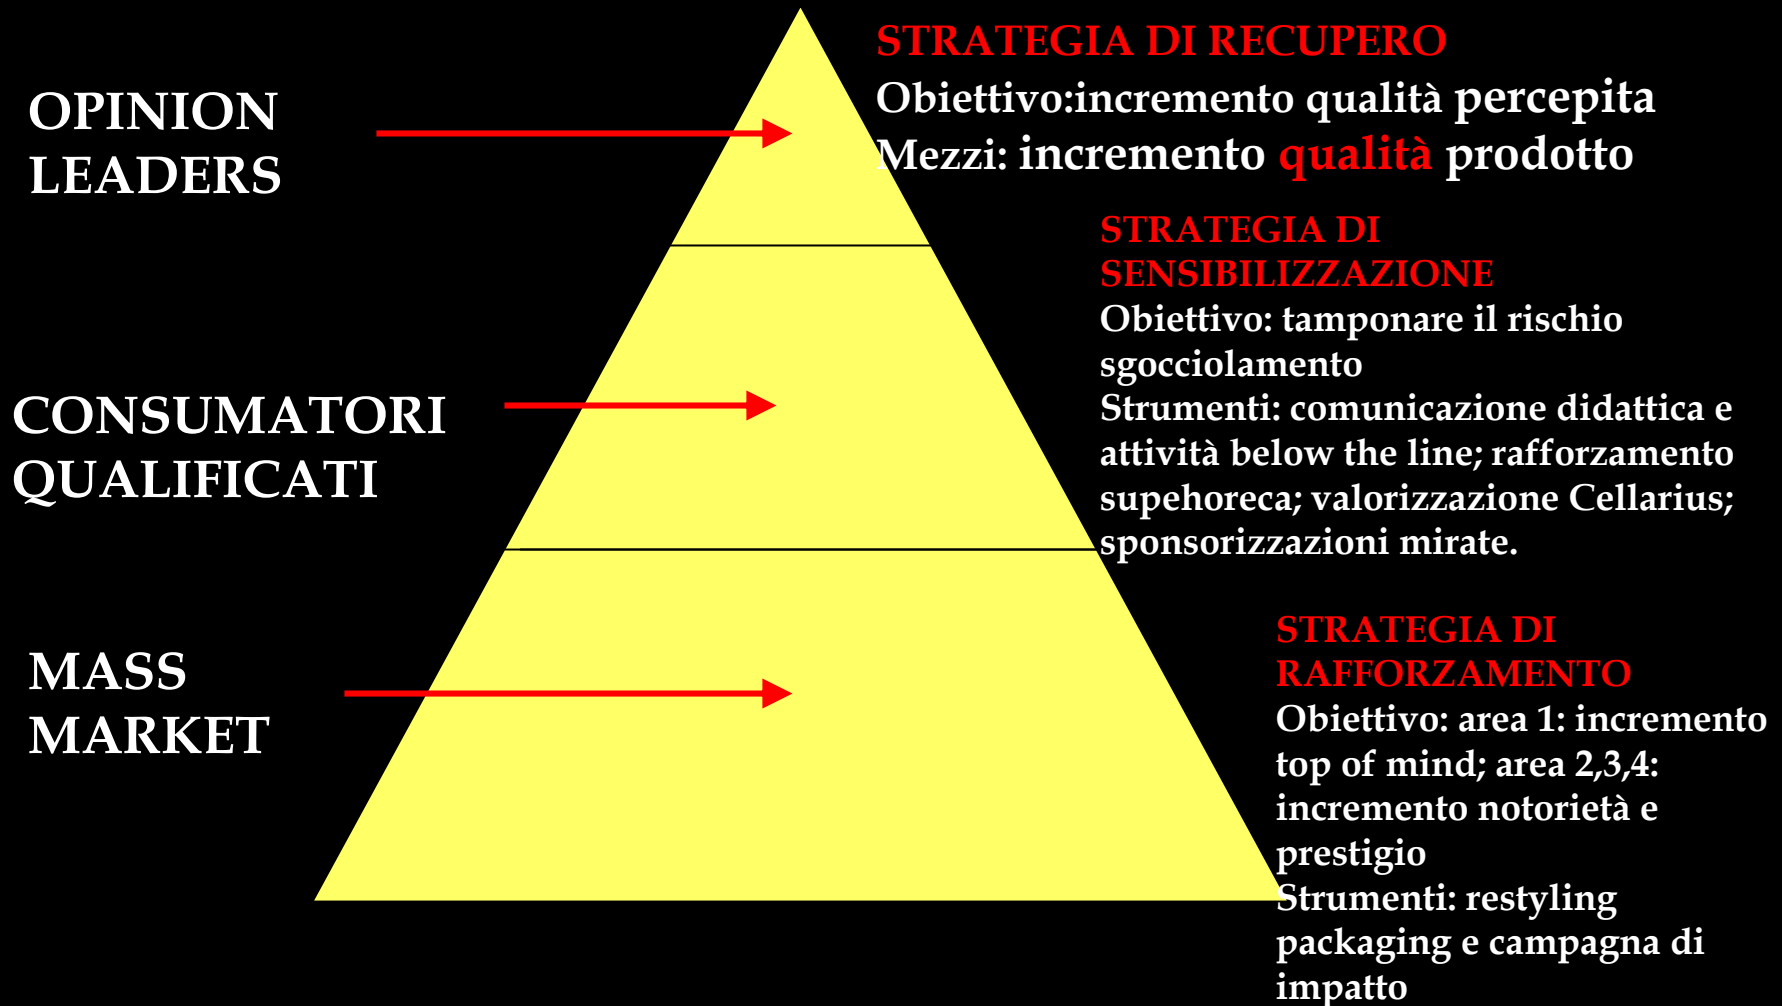 OPINION
LEADERS
STRATEGIA DI RECUPERO
Obiettivo:incremento qualità percepita
Mezzi: incremento qualità prodotto
CONSUMATORI
QUALIFICATI
STRATEGIA DI
SENSIBILIZZAZIONE
Obiettivo: tamponare il rischio
sgocciolamento
Strumenti: comunicazione didattica e
attività below the line; rafforzamento
supehoreca; valorizzazione Cellarius;
sponsorizzazioni mirate.
MASS
MARKET
STRATEGIA DI
RAFFORZAMENTO
Obiettivo: area 1: incremento
top of mind; area 2,3,4:
incremento notorietà e
prestigio
Strumenti: restyling
packaging e campagna di
impatto